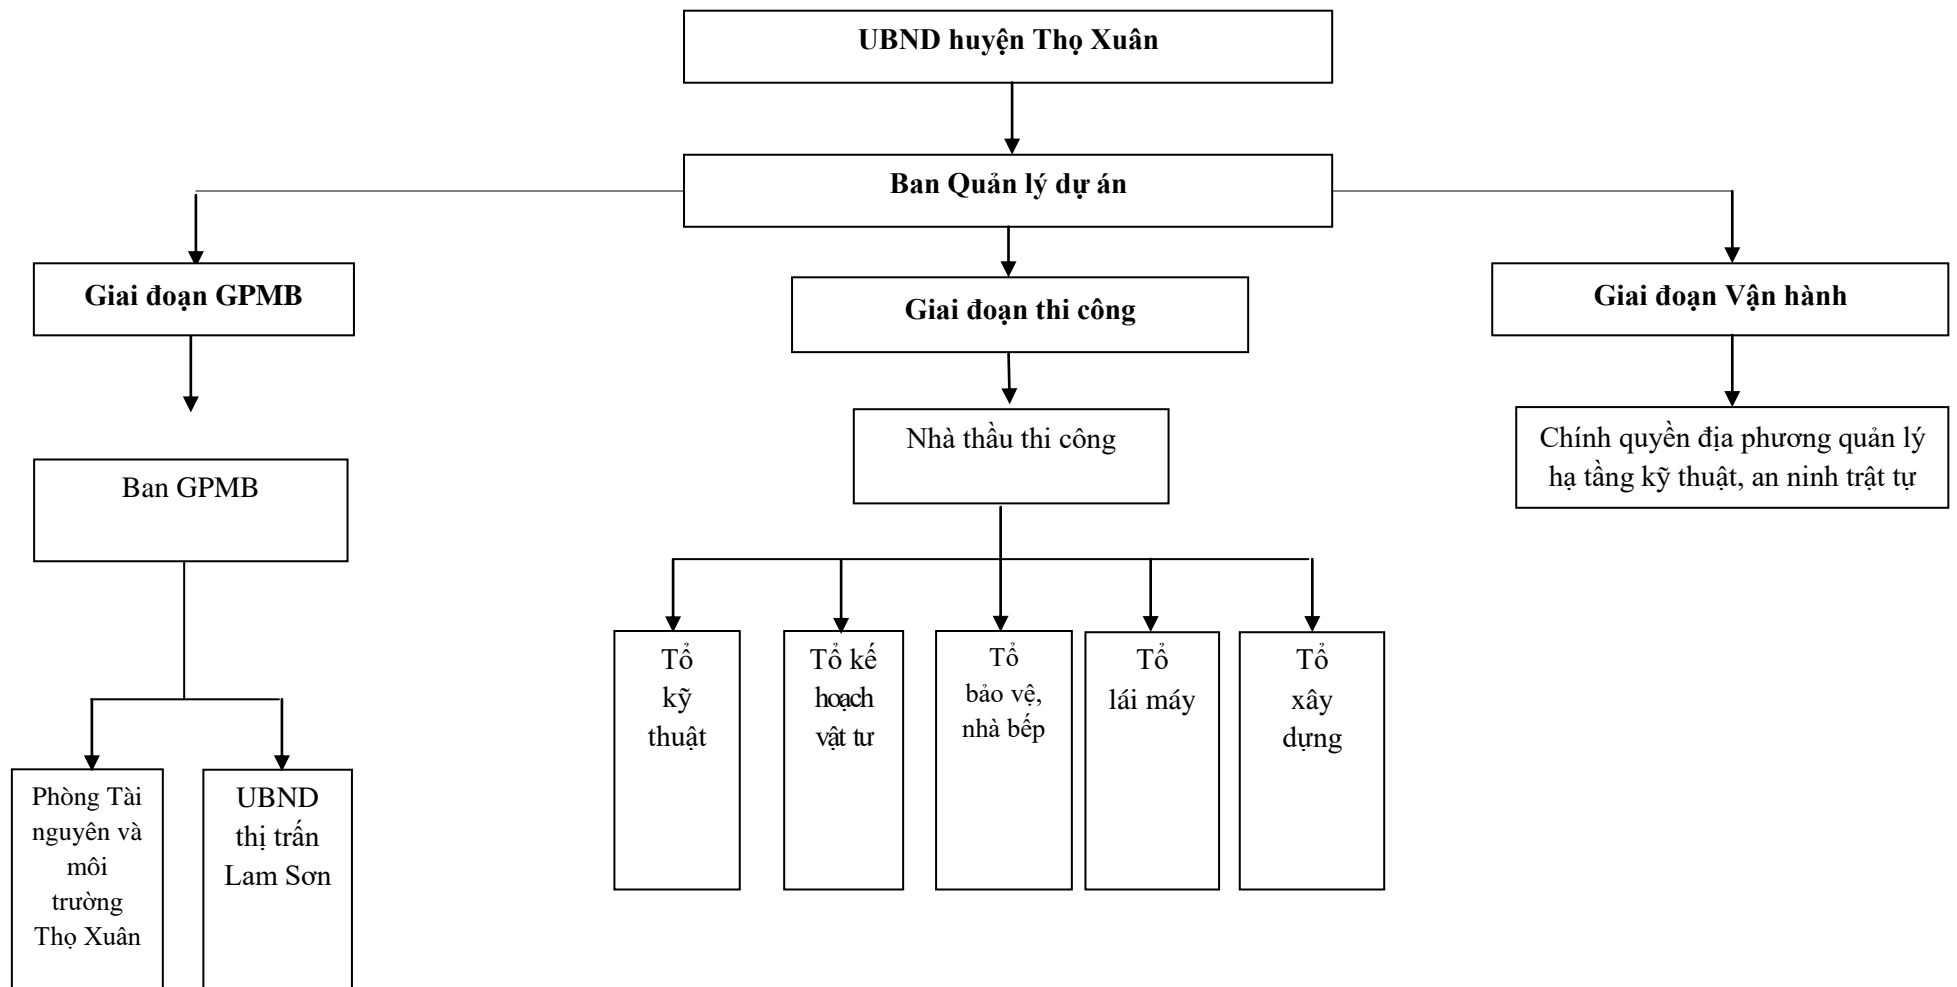 UBND huyện Thọ Xuân
Ban Quản lý dự án
Giai đoạn GPMB
Giai đoạn thi công
Giai đoạn Vận hành
Ban GPMB
Nhà thầu thi công
Chính quyền địa phương quản lý
hạ tầng kỹ thuật, an ninh trật tự
Tổ
kỹ
thuật
Tổ kế
hoạch
vật tư
Tổ
bảo vệ,
nhà bếp
Tổ
lái máy
Tổ
xây
dựng
Phòng Tài
nguyên và
môi
trường
Thọ Xuân
UBND
thị trấn
Lam Sơn